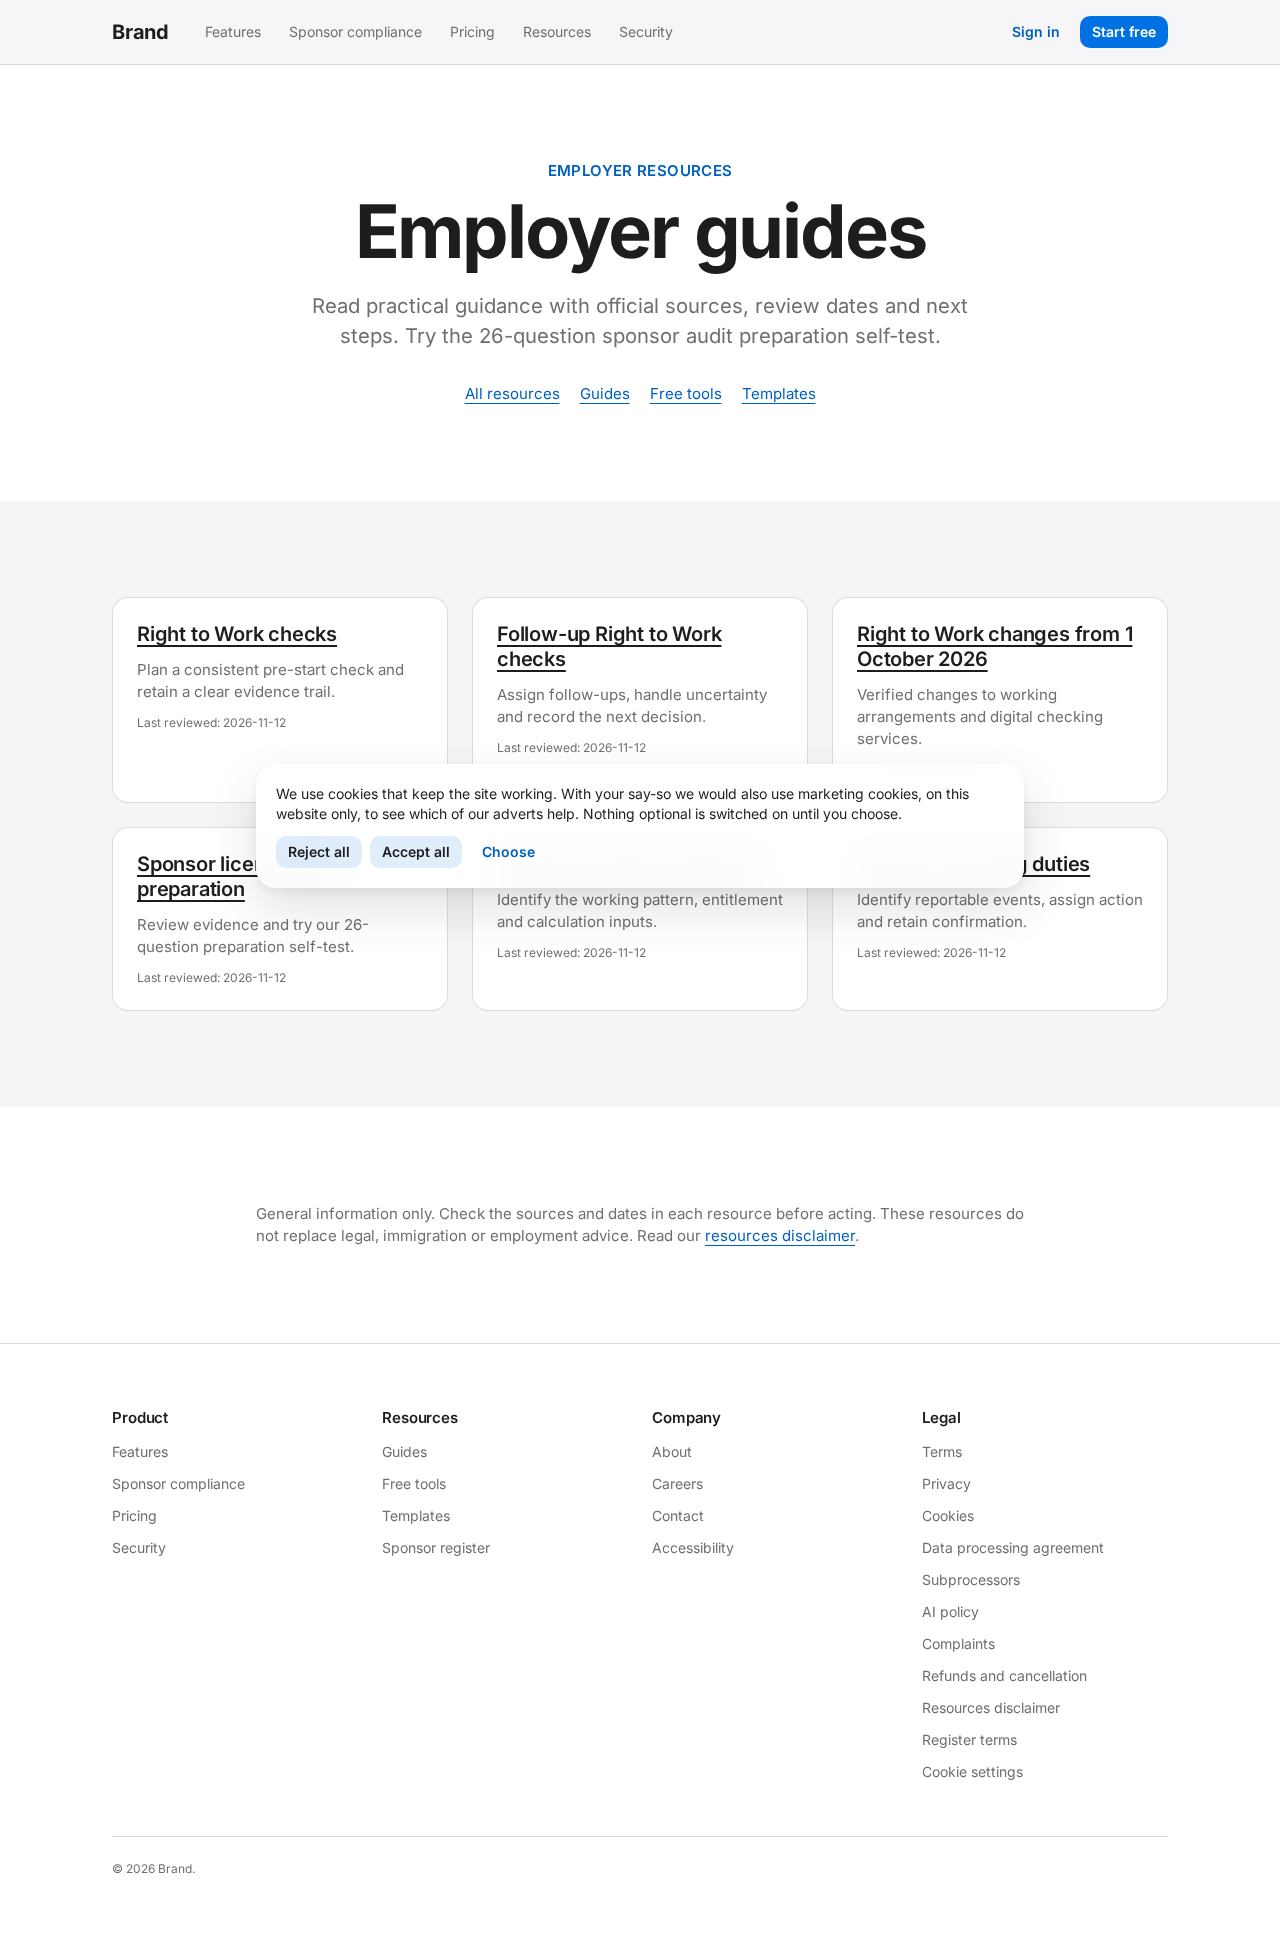 Brand
Features
Sponsor compliance
Pricing
Resources
Security
Sign in
Start free
EMPLOYER RESOURCES
Employer guides
Read practical guidance with official sources, review dates and next
steps. Try the 26-question sponsor audit preparation self-test.
All resources
Guides
Free tools
Templates
Right to Work checks
Plan a consistent pre-start check and
retain a clear evidence trail.
Last reviewed: 2026-11-12
Follow-up Right to Work
checks
Assign follow-ups, handle uncertainty
and record the next decision.
Last reviewed: 2026-11-12
Right to Work changes from 1
October 2026
Verified changes to working
arrangements and digital checking
services.
We use cookies that keep the site working. With your say-so we would also use marketing cookies, on this
website only, to see which of our adverts help. Nothing optional is switched on until you choose.
Reject all
Accept all
Choose
Sponsor
preparation
Review evidence and try our 26-
question preparation self-test.
Last reviewed: 2026-11-12
Identify the working pattern, entitlement
and calculation inputs.
Last reviewed: 2026-11-12
duties
Identify reportable events, assign action
and retain confirmation.
Last reviewed: 2026-11-12
General information only. Check the sources and dates in each resource before acting. These resources do
not replace legal, immigration or employment advice. Read our resources disclaimer.
Product
Features
Sponsor compliance
Pricing
Security
Resources
Guides
Free tools
Templates
Sponsor register
Company
About
Careers
Contact
Accessibility
Legal
Terms
Privacy
Cookies
Data processing agreement
Subprocessors
AI policy
Complaints
Refunds and cancellation
Resources disclaimer
Register terms
Cookie settings
© 2026 Brand.